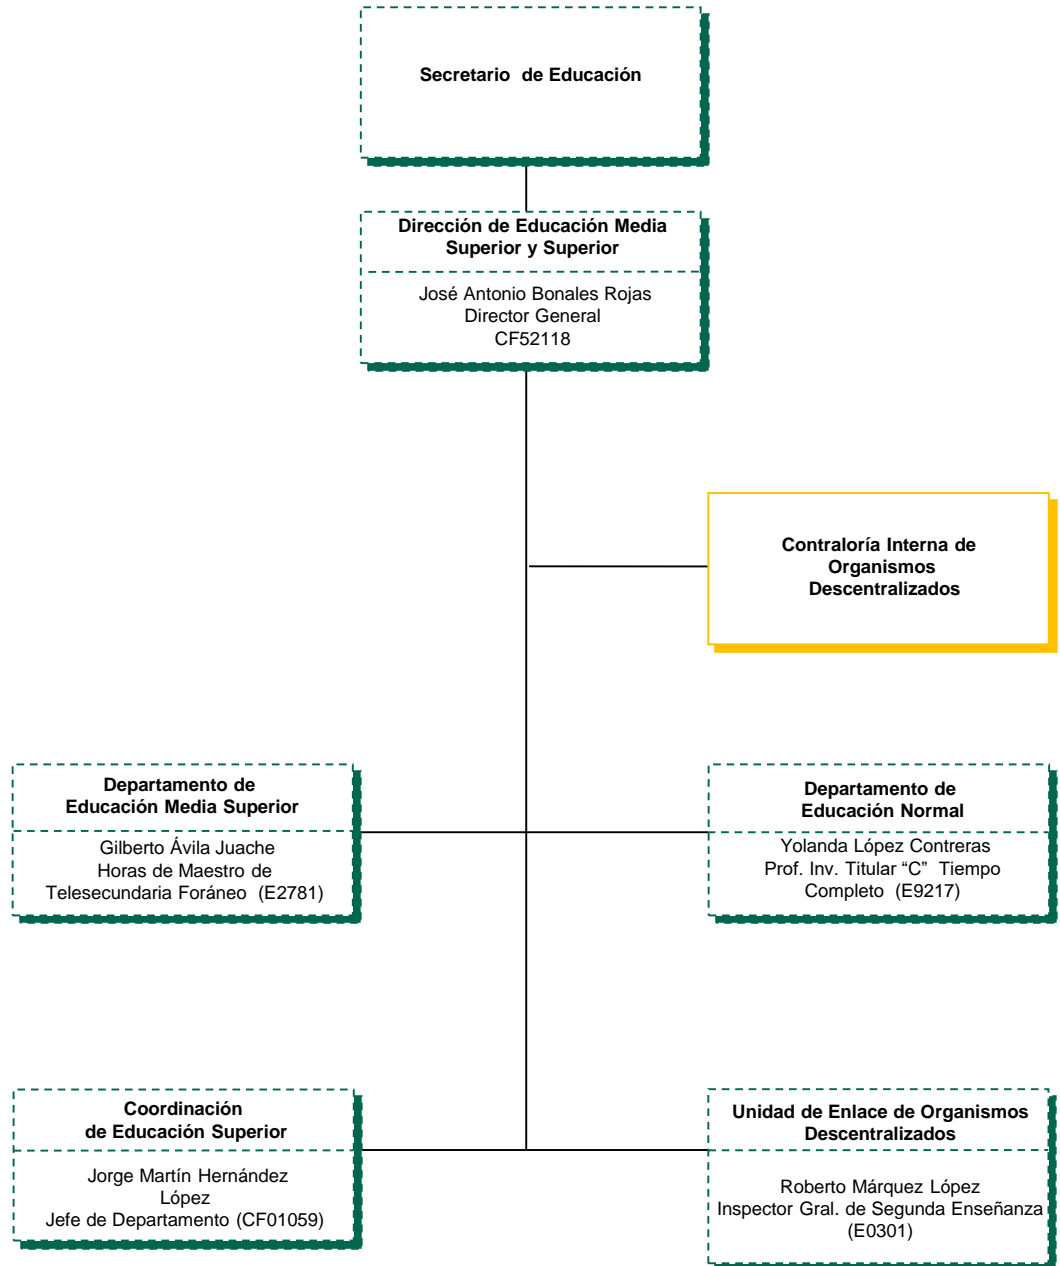 Secretario de Educación
Dirección de Educación Media
Superior y Superior
José Antonio Bonales Rojas
Director General
CF52118
Contraloría Interna de
Organismos
Descentralizados
Departamento de
Educación Media Superior
Gilberto Ávila Juache
Horas de Maestro de
Telesecundaria Foráneo (E2781)
Departamento de
Educación Normal
Yolanda López Contreras
Prof. Inv. Titular “C” Tiempo
Completo (E9217)
Coordinación
de Educación Superior
Jorge Martín Hernández
López
Jefe de Departamento (CF01059)
Unidad de Enlace de Organismos
Descentralizados
Roberto Márquez López
Inspector Gral. de Segunda Enseñanza
(E0301)